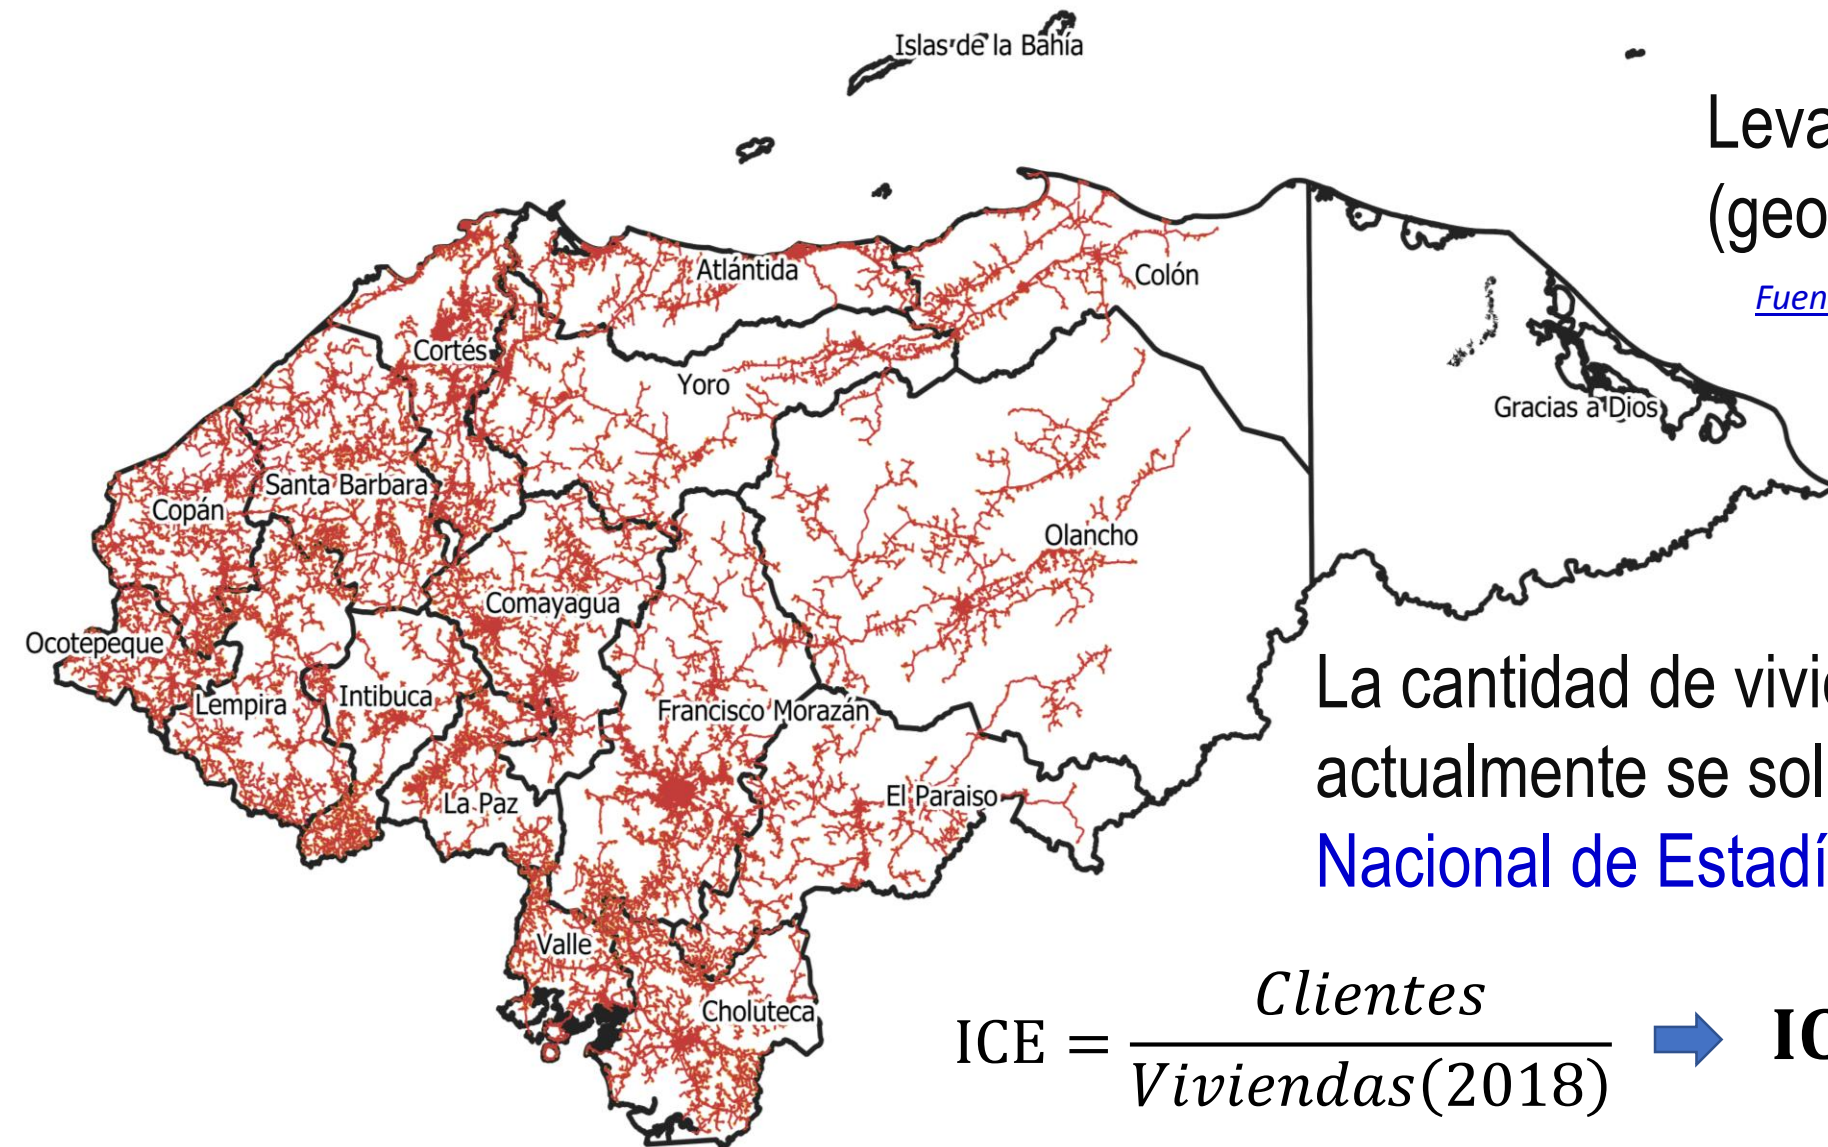 Islas de la Bahía
Leva
(geo
Fuen
Atlántida
Colón
Cortés
Yoro
Gracias a Dios
Santa Barbara
Copán
Olancho
Comayagua
Ocotepeque
Lempira
Intibuca
Francisco Morazán
La Paz
El Paraiso
Valle
Choluteca
La cantidad de vivi
actualmente se sol
Nacional de Estadí
ICE = Clientes / Viviendas(2018)
IC